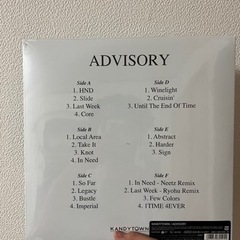 ADVISORY
Side A
1. HND
2. Slide
3. Last Week
4. Core
Side B
1. Local Area
2. Take It
3. Knot
4. In Need
Side C
1. So Far
2. Legacy
3. Bustle
4. Imperial
Side D
1. Winelight
2. Cruisin'
3. Until The End Of Time
Side E
1. Abstract
2. Harder
3. Sign
Side F
1. In Need - Neetz Remix
2. Last Week - Ryohu Remix
3. Few Colors
4. 1TIME 4EVER
KANDYTOWN
KANDYTOWN / ADVISORY